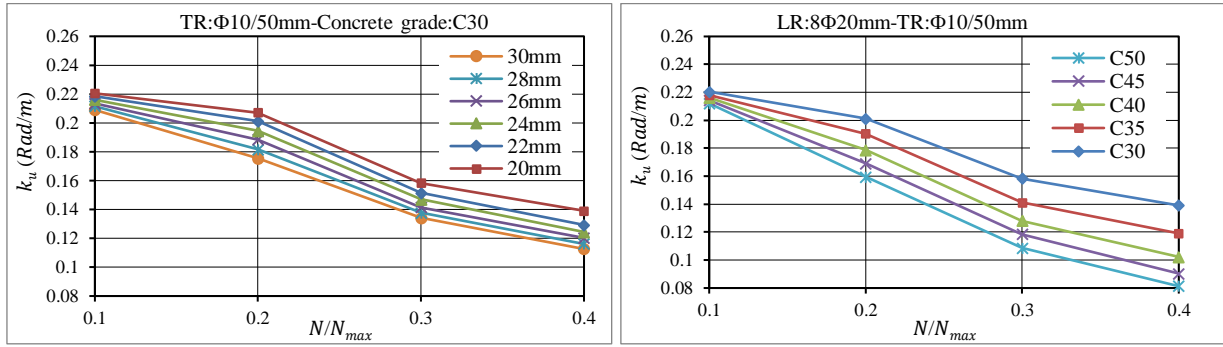 TR:Φ10/50mm-Concrete grade:C30
k_u (Rad/m)
0.26
0.24
0.22
0.2
0.18
0.16
0.14
0.12
0.1
0.08
30mm
28mm
26mm
24mm
22mm
20mm
0.1 0.2 0.3 0.4
N/N_max
LR:8Φ20mm-TR:Φ10/50mm
k_u (Rad/m)
0.26
0.24
0.22
0.20
0.18
0.16
0.14
0.12
0.10
0.08
C50
C45
C40
C35
C30
0.1 0.2 0.3 0.4
N/N_max